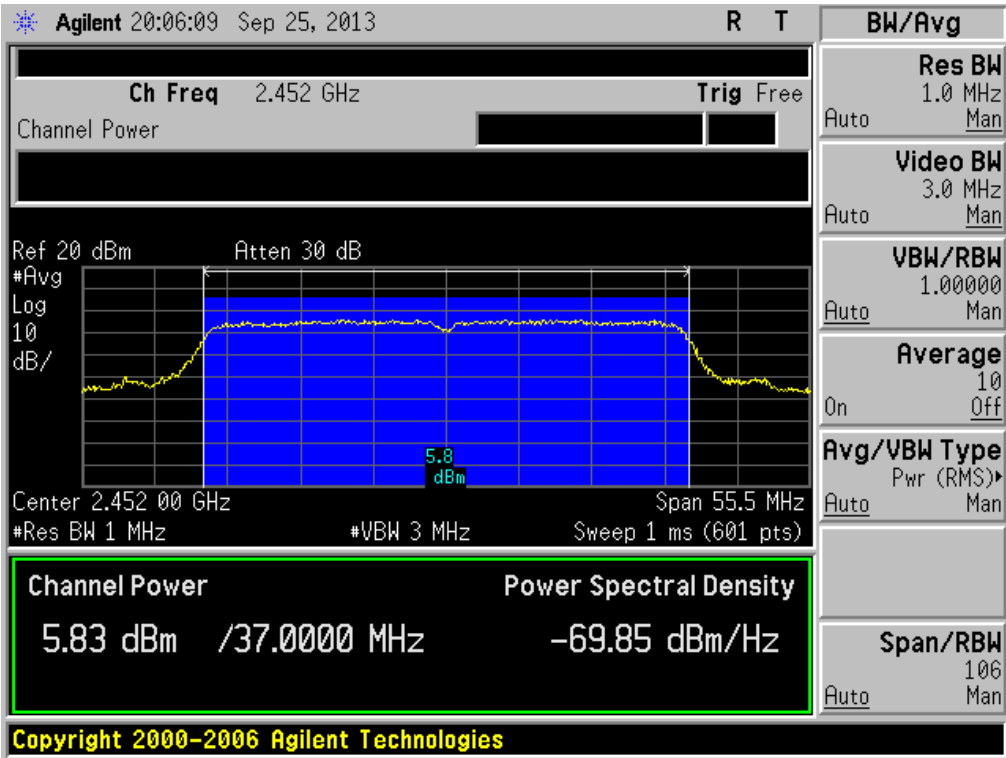 Agilent 20:06:09 Sep 25, 2013 R T
Ch Freq 2.452 GHz Trig Free
Channel Power
Ref 20 dBm Atten 30 dB
#Avg
Log
10
dB/
5.8
dBm
Center 2.452 00 GHz Span 55.5 MHz
#Res BW 1 MHz #VBW 3 MHz Sweep 1 ms (601 pts)
Channel Power Power Spectral Density
5.83 dBm /37.0000 MHz -69.85 dBm/Hz
Copyright 2000-2006 Agilent Technologies
BW/Avg
Res BW
1.0 MHz
Auto Man
Video BW
3.0 MHz
Auto Man
VBW/RBW
1.00000
Auto Man
Average
10
On Off
Avg/VBW Type
Pwr (RMS)▸
Auto Man
Span/RBW
106
Auto Man